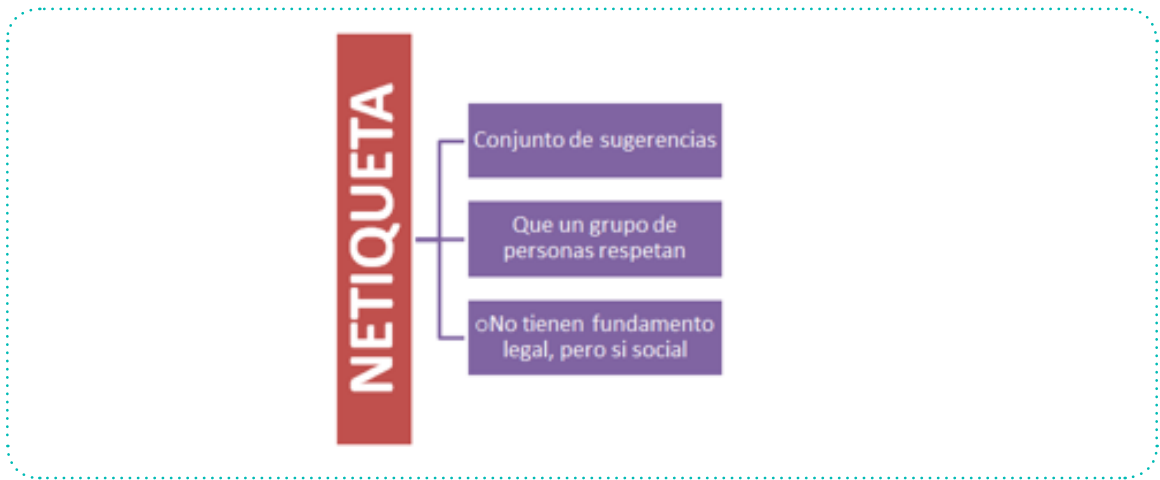 NETIQUETA
Conjunto de sugerencias
Que un grupo de
personas respetan
oNo tienen fundamento
legal, pero si social